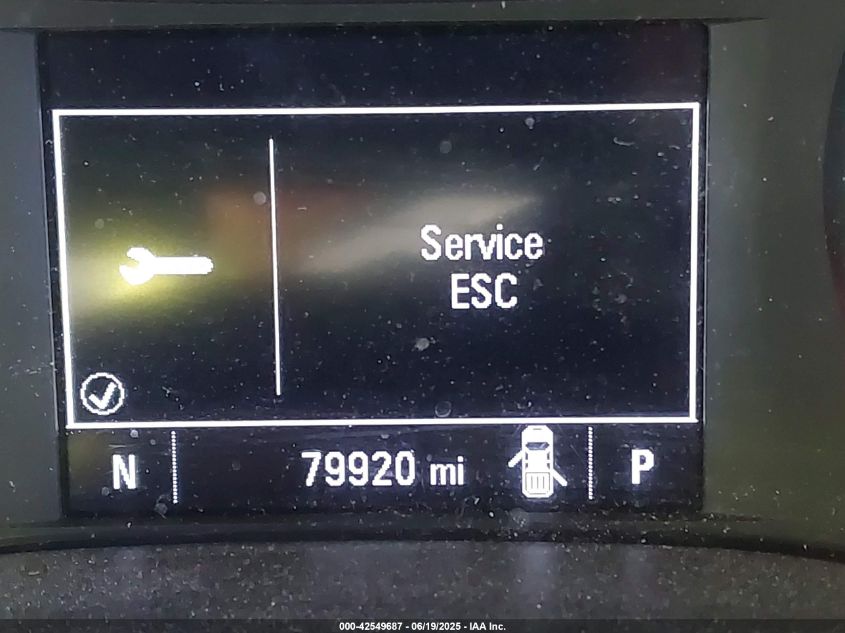 Service
ESC
N
79920 mi
P
000-42549687 - 06/19/2025 - IAA Inc.